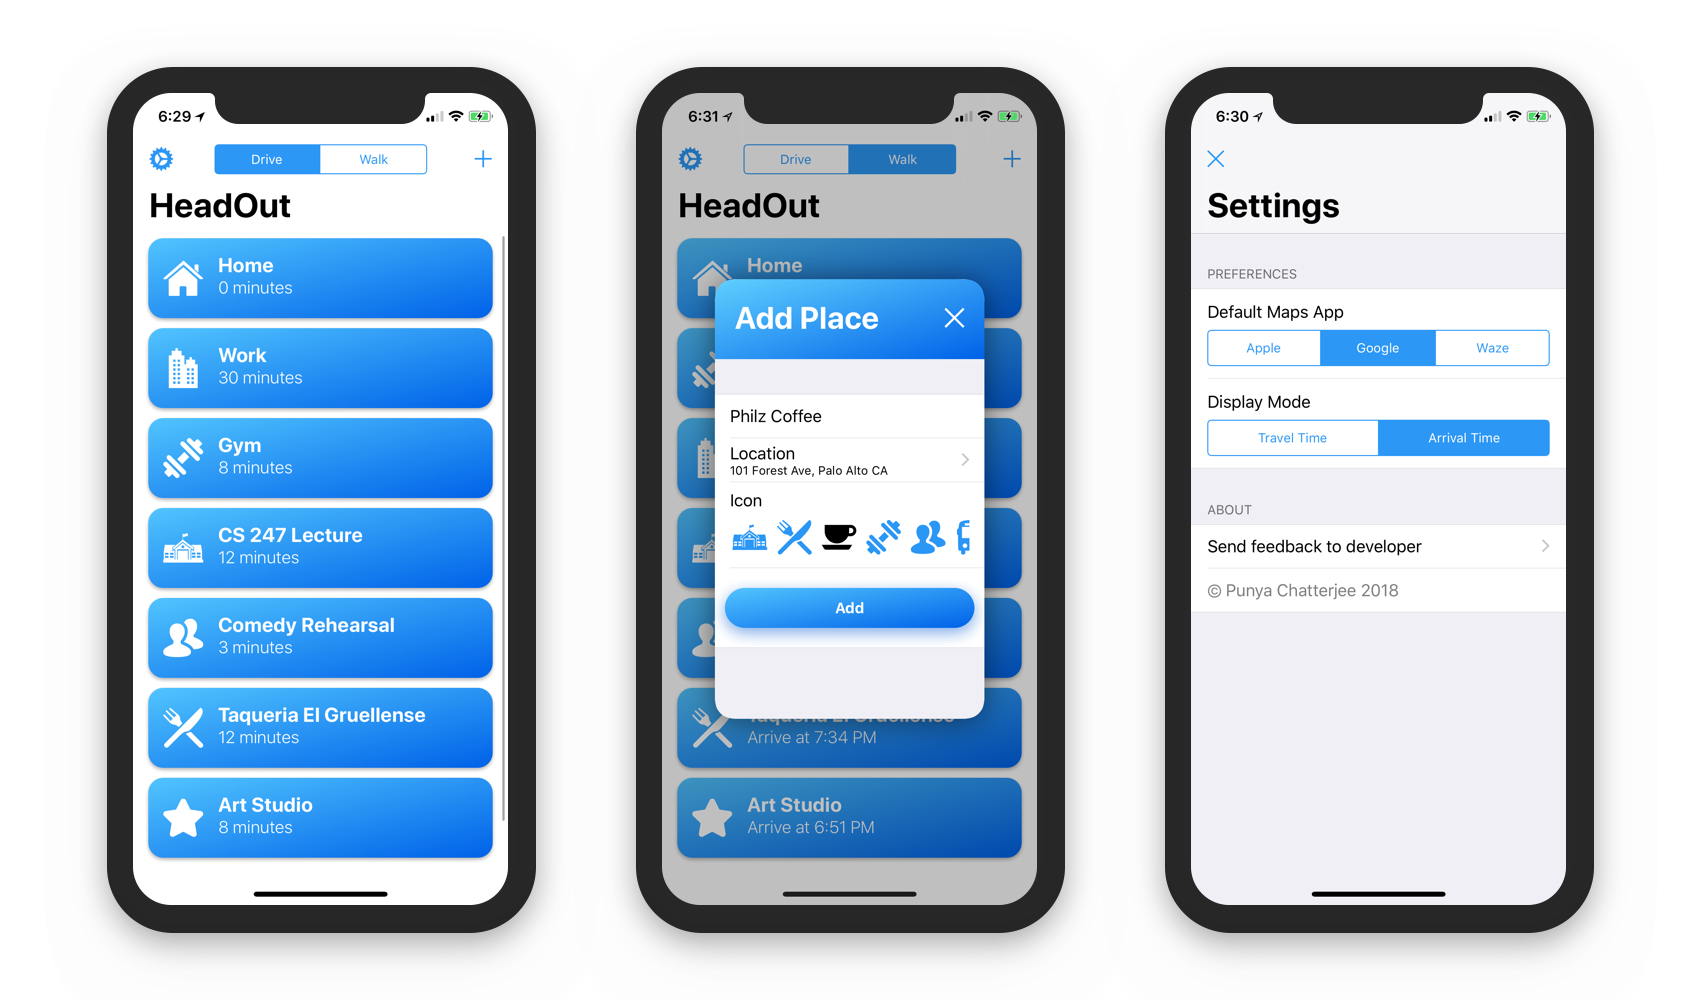 6:29
Drive
Walk
HeadOut
Home
0 minutes
Work
30 minutes
Gym
8 minutes
CS 247 Lecture
12 minutes
Comedy Rehearsal
3 minutes
Taqueria El Gruellense
12 minutes
Art Studio
8 minutes
6:31
Drive
Walk
HeadOut
Home
Add Place
Philz Coffee
Location
101 Forest Ave, Palo Alto CA
Icon
Add
Taqueria El Gruellense
Arrive at 7:34 PM
Art Studio
Arrive at 6:51 PM
6:30
Settings
PREFERENCES
Default Maps App
Apple
Google
Waze
Display Mode
Travel Time
Arrival Time
ABOUT
Send feedback to developer
© Punya Chatterjee 2018